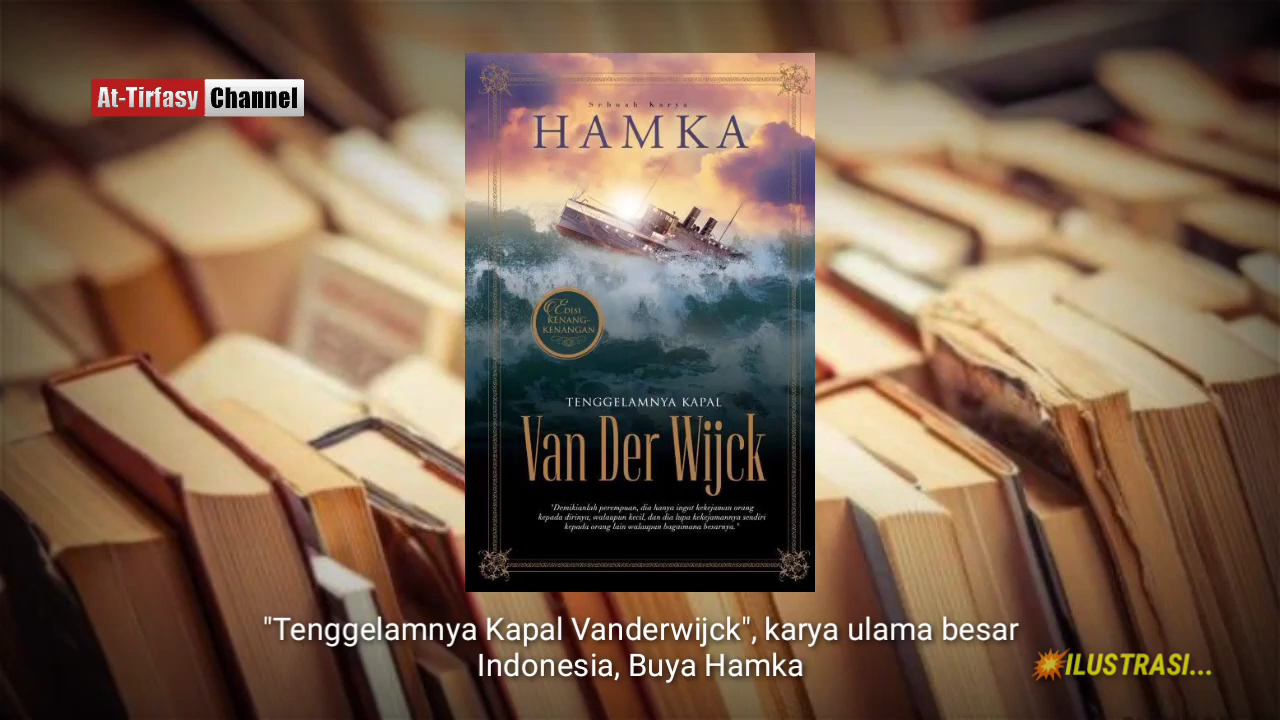 At-Tirfasy Channel
Sebuah Karya
HAMKA
EDISI
KENANG-
KENANGAN
TENGGELAMNYA KAPAL
Van Der Wijck
"Demikianlah perempuan, dia hanya ingat kekejaman orang
kepada dirinya, walaupun kecil, dan dia lupa kekejamannya sendiri
kepada orang lain walaupun bagaimana besarnya."
"Tenggelamnya Kapal Vanderwijck", karya ulama besar
Indonesia, Buya Hamka
ILUSTRASI...